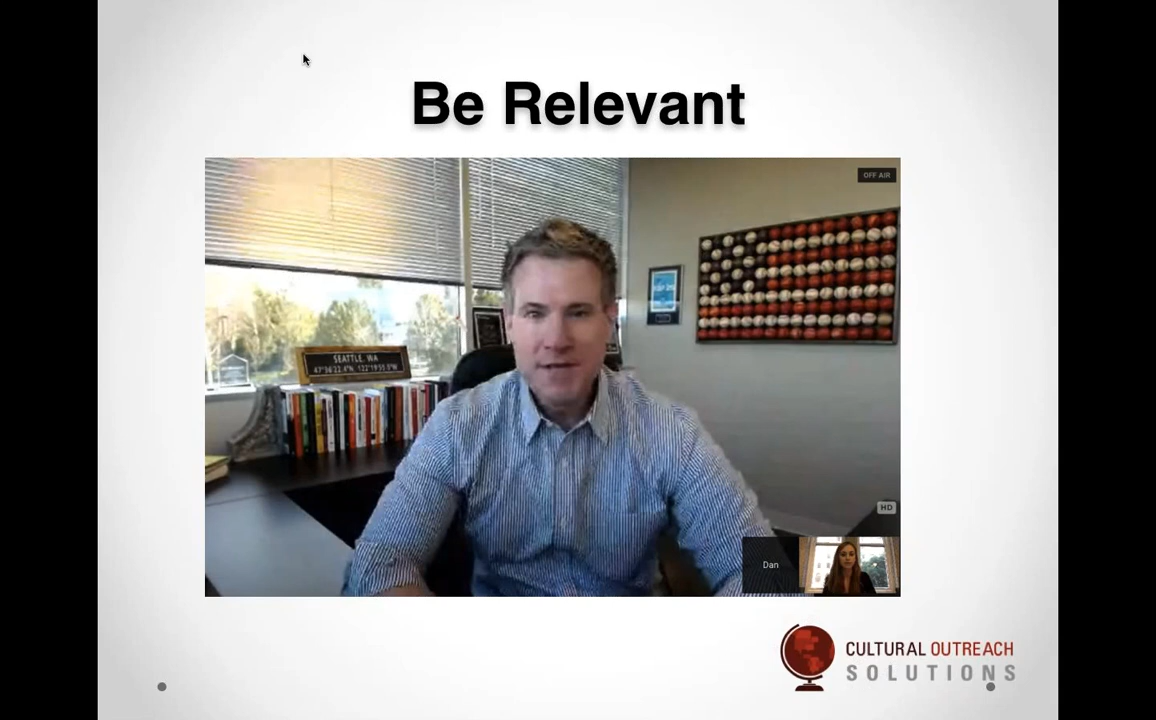 Be Relevant
OFF AIR
SEATTLE, WA
HD
Dan
CULTURAL OUTREACH
SOLUTIONS